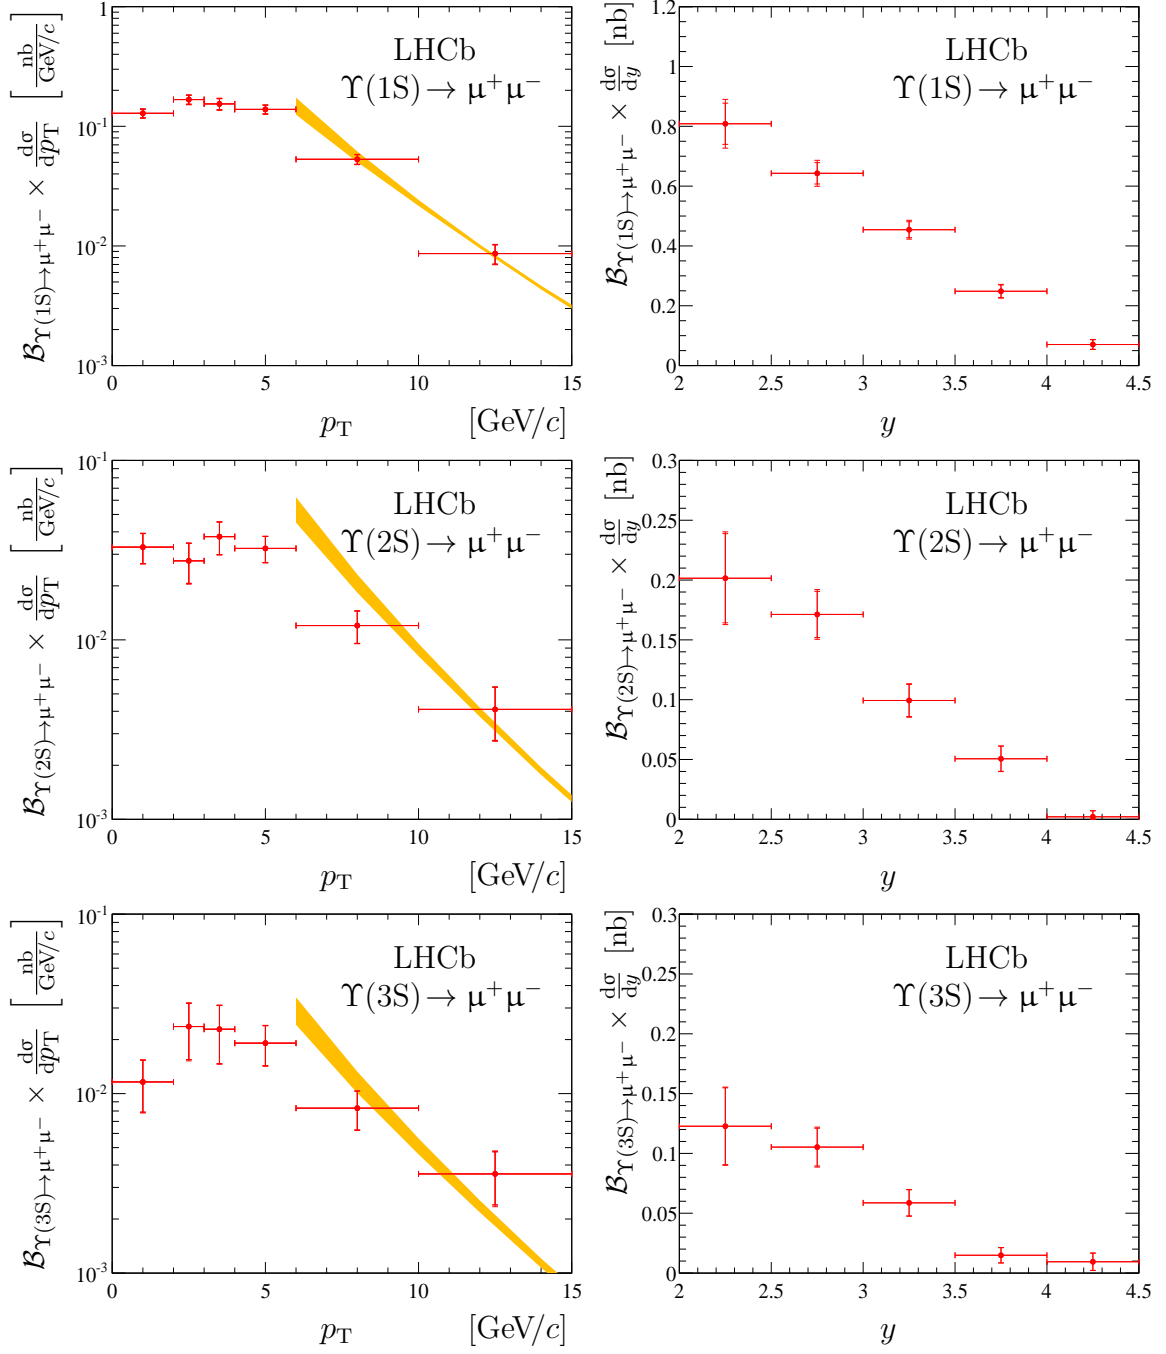 B_Υ(1S)→μ⁺μ⁻ × dσ/dp_T [nb/GeV/c]
1
10⁻¹
10⁻²
10⁻³
LHCb
Υ(1S)→ μ⁺μ⁻
0 5 10 15
p_T [GeV/c]
B_Υ(1S)→μ⁺μ⁻ × dσ/dy [nb]
1.2
1
0.8
0.6
0.4
0.2
0
LHCb
Υ(1S)→ μ⁺μ⁻
2 2.5 3 3.5 4 4.5
y
B_Υ(2S)→μ⁺μ⁻ × dσ/dp_T [nb/GeV/c]
10⁻¹
10⁻²
10⁻³
LHCb
Υ(2S)→ μ⁺μ⁻
0 5 10 15
p_T [GeV/c]
B_Υ(2S)→μ⁺μ⁻ × dσ/dy [nb]
0.3
0.25
0.2
0.15
0.1
0.05
0
LHCb
Υ(2S)→ μ⁺μ⁻
2 2.5 3 3.5 4 4.5
y
B_Υ(3S)→μ⁺μ⁻ × dσ/dp_T [nb/GeV/c]
10⁻¹
10⁻²
10⁻³
LHCb
Υ(3S)→ μ⁺μ⁻
0 5 10 15
p_T [GeV/c]
B_Υ(3S)→μ⁺μ⁻ × dσ/dy [nb]
0.3
0.25
0.2
0.15
0.1
0.05
0
LHCb
Υ(3S)→ μ⁺μ⁻
2 2.5 3 3.5 4 4.5
y